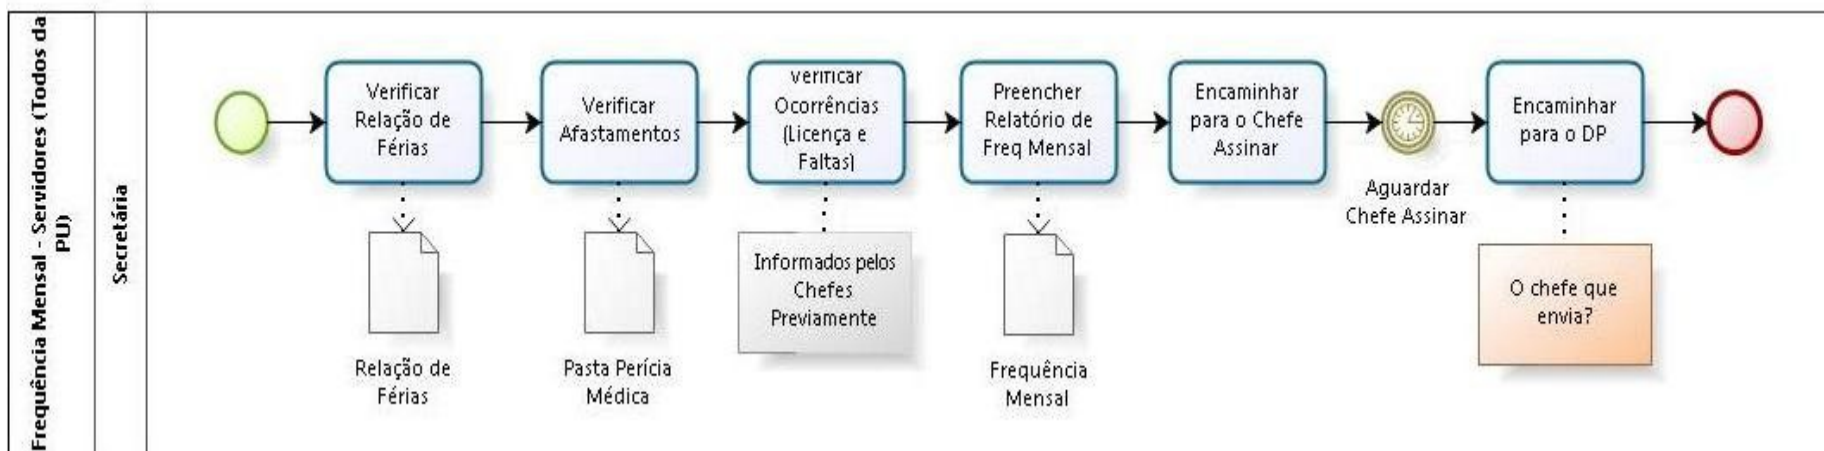 Frequência Mensal - Servidores (Todos da
PU)
Secretária
Verificar
Relação de
Férias
Verificar
Afastamentos
Verificar
Ocorrências
(Licença e
Faltas)
Preencher
Relatório de
Freq Mensal
Encaminhar
para o Chefe
Assinar
Aguardar
Chefe Assinar
Encaminhar
para o DP
Relação de
Férias
Pasta Perícia
Médica
Informados pelos
Chefes
Previamente
Frequência
Mensal
O chefe que
envia?